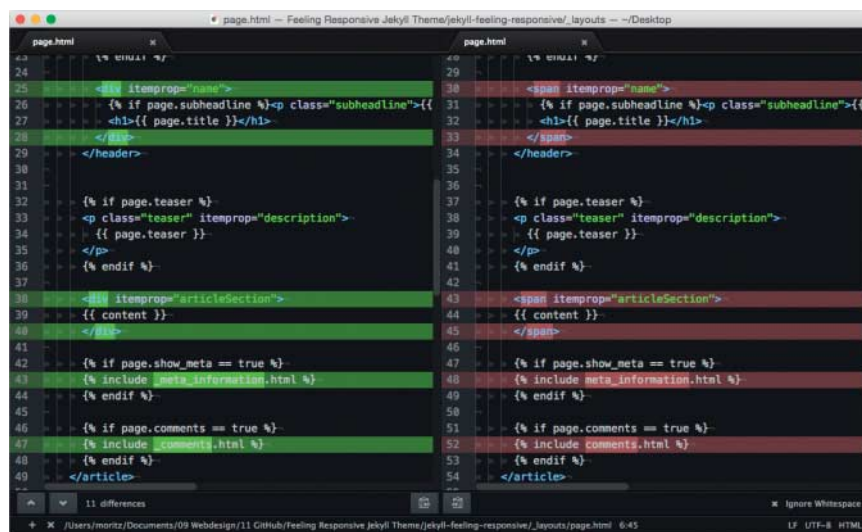 page.html — Feeling Responsive Jekyll Theme/jekyll-feeling-responsive/_layouts — ~/Desktop
page.html ×
23 {% endif %}
24
25 <div itemprop="name">
26 {% if page.subheadline %}<p class="subheadline">{{
27 <h1>{{ page.title }}</h1>
28 </div>
29 </header>
30
31
32 {% if page.teaser %}
33 <p class="teaser" itemprop="description">
34 {{ page.teaser }}
35 </p>
36 {% endif %}
37
38 <div itemprop="articleSection">
39 {{ content }}
40 </div>
41
42 {% if page.show_meta == true %}
43 {% include _meta_information.html %}
44 {% endif %}
45
46 {% if page.comments == true %}
47 {% include _comments.html %}
48 {% endif %}
49 </article>
page.html ×
28 {% endif %}
29
30 <span itemprop="name">
31 {% if page.subheadline %}<p class="subheadline">{{
32 <h1>{{ page.title }}</h1>
33 </span>
34 </header>
35
36
37 {% if page.teaser %}
38 <p class="teaser" itemprop="description">
39 {{ page.teaser }}
40 </p>
41 {% endif %}
42
43 <span itemprop="articleSection">
44 {{ content }}
45 </span>
46
47 {% if page.show_meta == true %}
48 {% include meta_information.html %}
49 {% endif %}
50
51 {% if page.comments == true %}
52 {% include comments.html %}
53 {% endif %}
54 </article>
11 differences
× Ignore Whitespace
+ × /Users/moritz/Documents/09 Webdesign/11 GitHub/Feeling Responsive Jekyll Theme/jekyll-feeling-responsive/_layouts/page.html 6:45 LF UTF-8 HTML